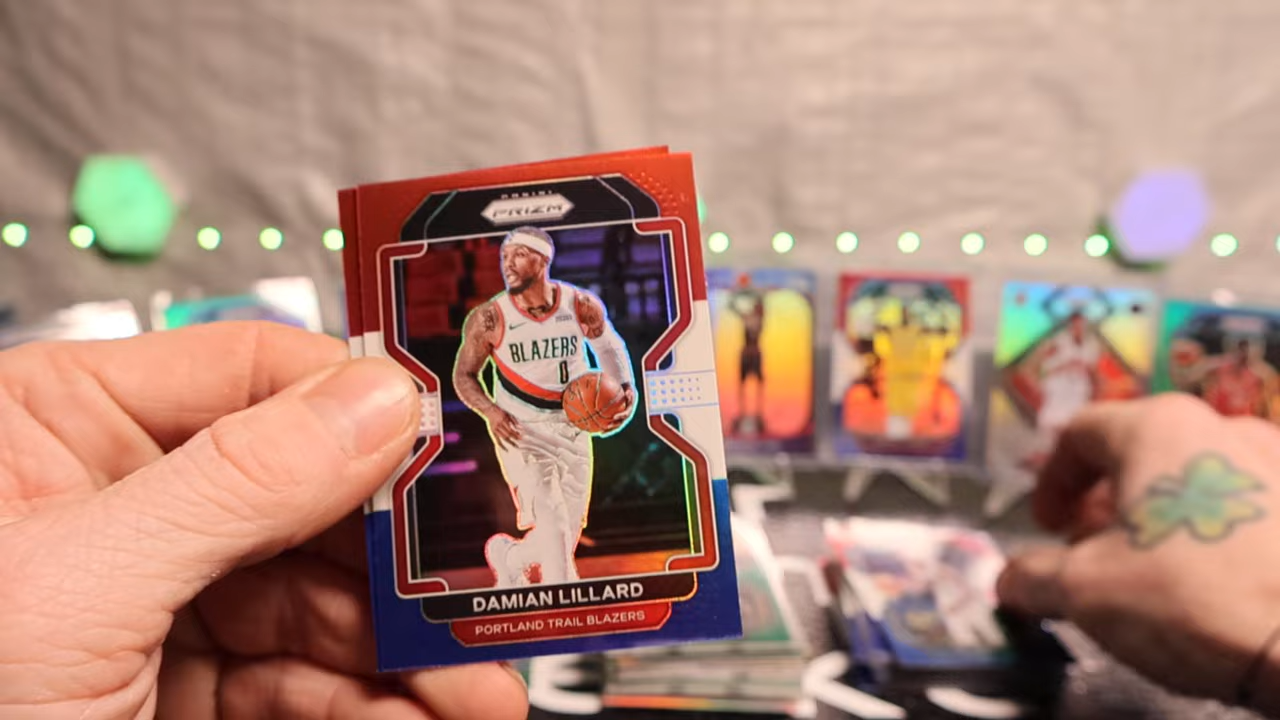 PANINI
PRIZM
BLAZERS
0
DAMIAN LILLARD
PORTLAND TRAIL BLAZERS